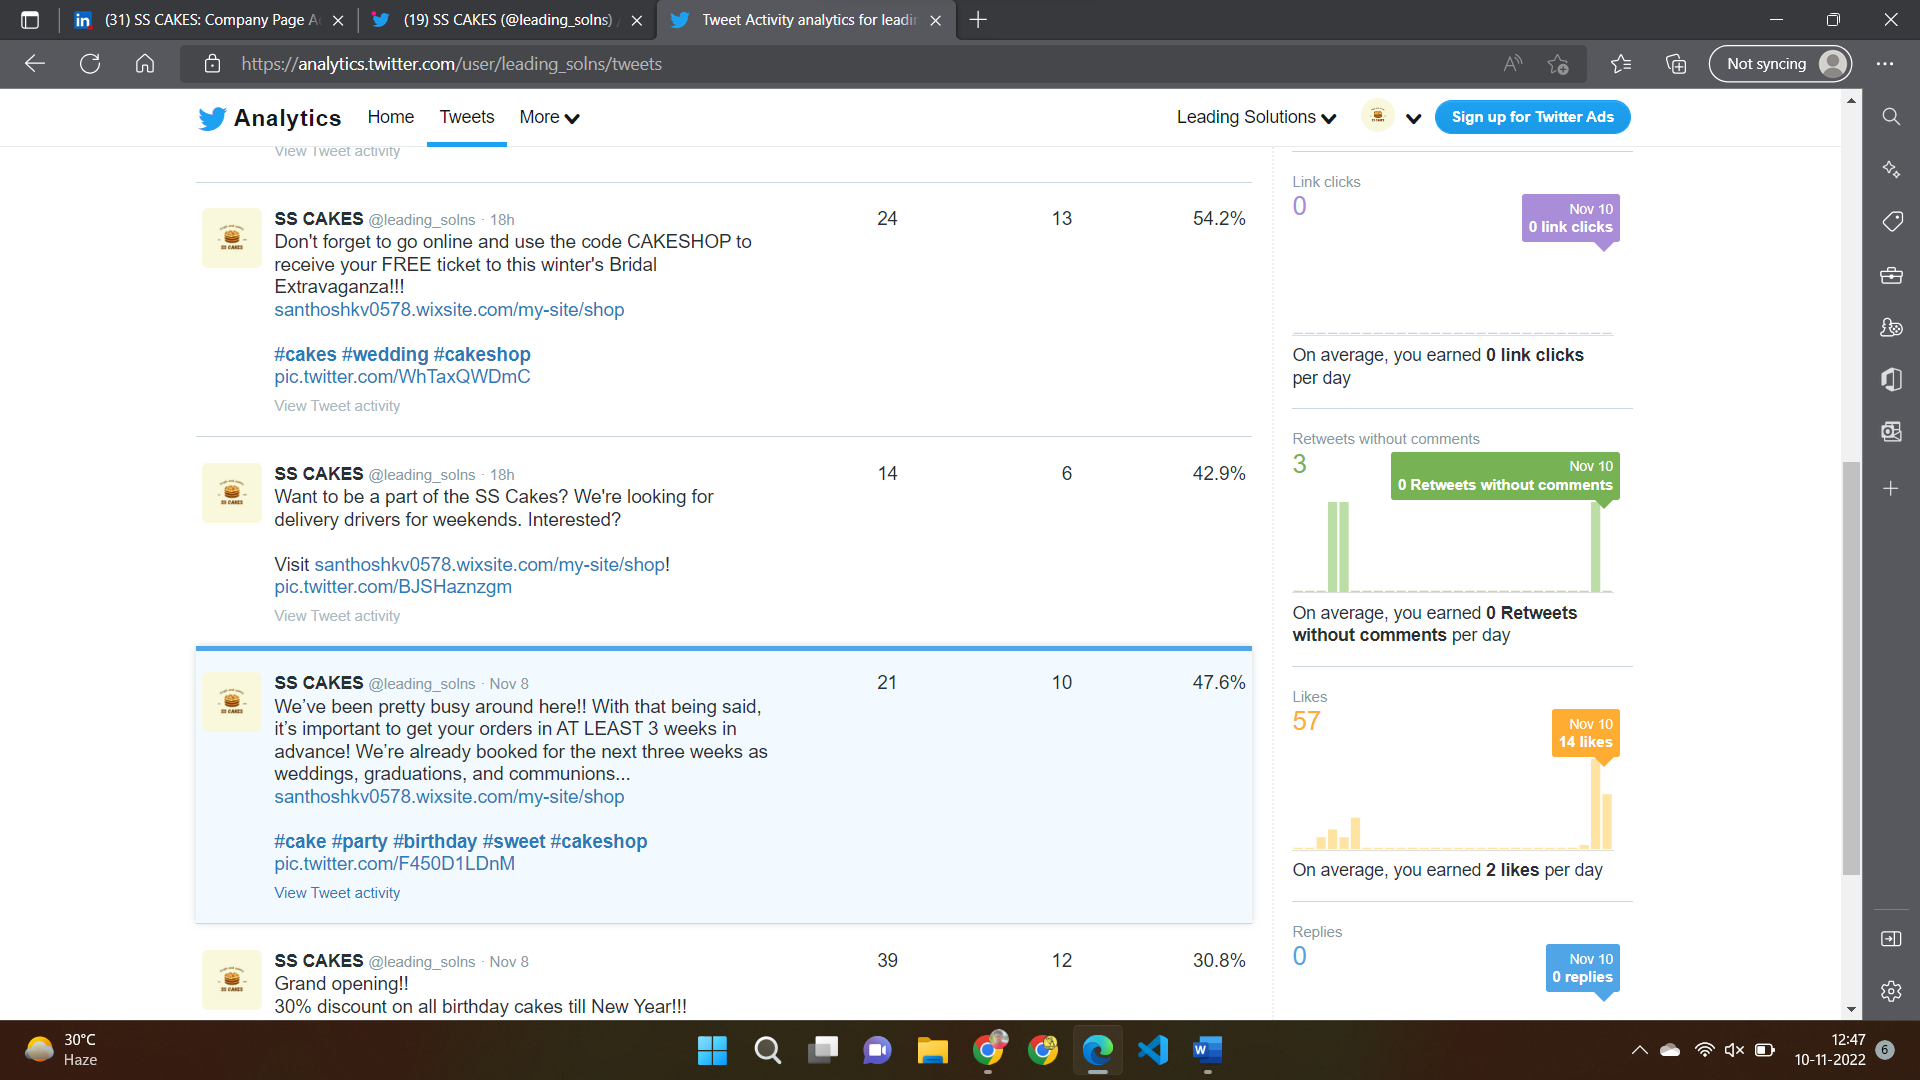 (31) SS CAKES: Company Page A
(19) SS CAKES (@leading_solns)
Tweet Activity analytics for leadin
https://analytics.twitter.com/user/leading_solns/tweets
Not syncing
Analytics
Home
Tweets
More
Leading Solutions
Sign up for Twitter Ads
View Tweet activity
SS CAKES @leading_solns · 18h
24 13 54.2%
Don't forget to go online and use the code CAKESHOP to
receive your FREE ticket to this winter's Bridal
Extravaganza!!!
santhoshkv0578.wixsite.com/my-site/shop
#cakes #wedding #cakeshop
pic.twitter.com/WhTaxQWDmC
View Tweet activity
SS CAKES @leading_solns · 18h
14 6 42.9%
Want to be a part of the SS Cakes? We're looking for
delivery drivers for weekends. Interested?
Visit santhoshkv0578.wixsite.com/my-site/shop!
pic.twitter.com/BJSHaznzgm
View Tweet activity
SS CAKES @leading_solns · Nov 8
21 10 47.6%
We’ve been pretty busy around here!! With that being said,
it’s important to get your orders in AT LEAST 3 weeks in
advance! We’re already booked for the next three weeks as
weddings, graduations, and communions...
santhoshkv0578.wixsite.com/my-site/shop
#cake #party #birthday #sweet #cakeshop
pic.twitter.com/F450D1LDnM
View Tweet activity
SS CAKES @leading_solns · Nov 8
39 12 30.8%
Grand opening!!
30% discount on all birthday cakes till New Year!!!
Link clicks
0
Nov 10
0 link clicks
On average, you earned 0 link clicks
per day
Retweets without comments
3
Nov 10
0 Retweets without comments
On average, you earned 0 Retweets
without comments per day
Likes
57
Nov 10
14 likes
On average, you earned 2 likes per day
Replies
0
Nov 10
0 replies
30°C
Haze
12:47
10-11-2022
6